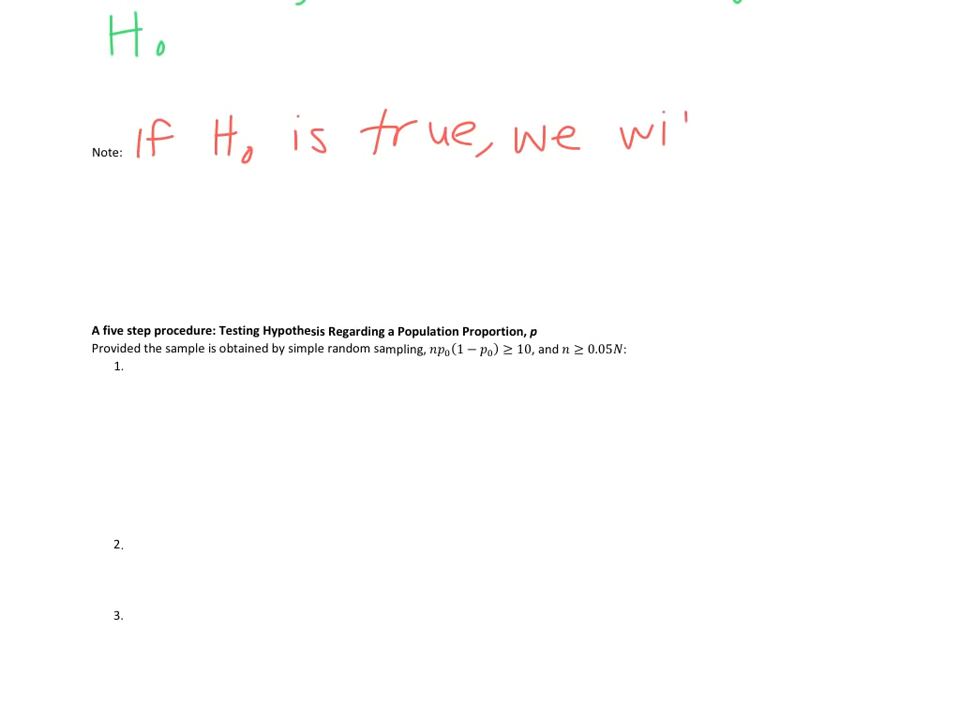 H₀
Note: If H₀ is true, we wi
A five step procedure: Testing Hypothesis Regarding a Population Proportion, p
Provided the sample is obtained by simple random sampling, np₀(1 − p₀) ≥ 10, and n ≥ 0.05N:
1.
2.
3.